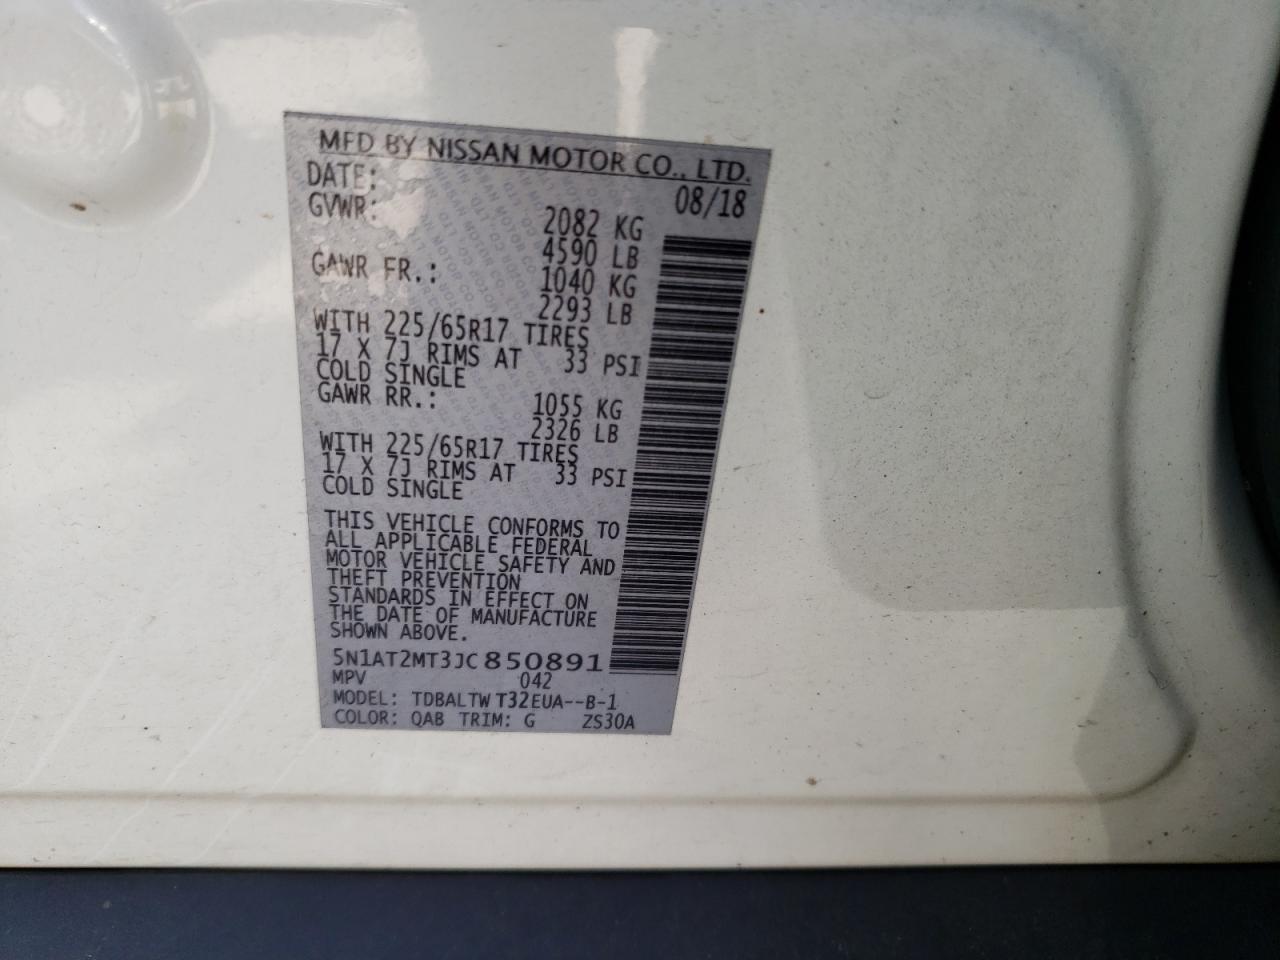 MFD BY NISSAN MOTOR CO., LTD.
DATE: 08/18
GVWR: 2082 KG
4590 LB
GAWR FR.: 1040 KG
2293 LB
WITH 225/65R17 TIRES
17 X 7J RIMS AT 33 PSI
COLD SINGLE
GAWR RR.: 1055 KG
2326 LB
WITH 225/65R17 TIRES
17 X 7J RIMS AT 33 PSI
COLD SINGLE
THIS VEHICLE CONFORMS TO
ALL APPLICABLE FEDERAL
MOTOR VEHICLE SAFETY AND
THEFT PREVENTION
STANDARDS IN EFFECT ON
THE DATE OF MANUFACTURE
SHOWN ABOVE.
5N1AT2MT3JC850891
MPV 042
MODEL: TDBALTW T32EUA--B-1
COLOR: QAB TRIM: G ZS30A